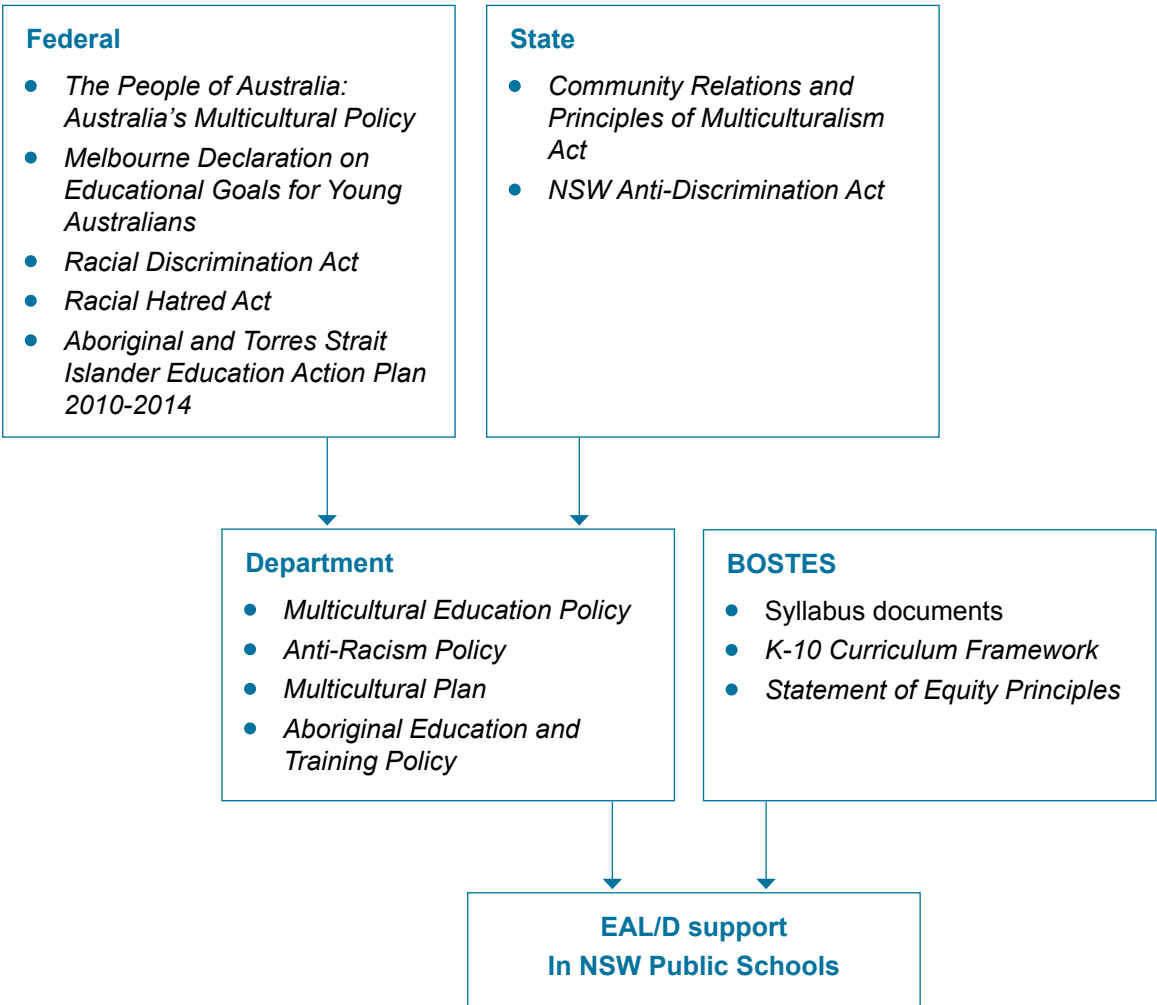 Federal
● The People of Australia:
Australia's Multicultural Policy
● Melbourne Declaration on
Educational Goals for Young
Australians
● Racial Discrimination Act
● Racial Hatred Act
● Aboriginal and Torres Strait
Islander Education Action Plan
2010-2014
State
● Community Relations and
Principles of Multiculturalism
Act
● NSW Anti-Discrimination Act
Department
● Multicultural Education Policy
● Anti-Racism Policy
● Multicultural Plan
● Aboriginal Education and
Training Policy
BOSTES
● Syllabus documents
● K-10 Curriculum Framework
● Statement of Equity Principles
EAL/D support
In NSW Public Schools